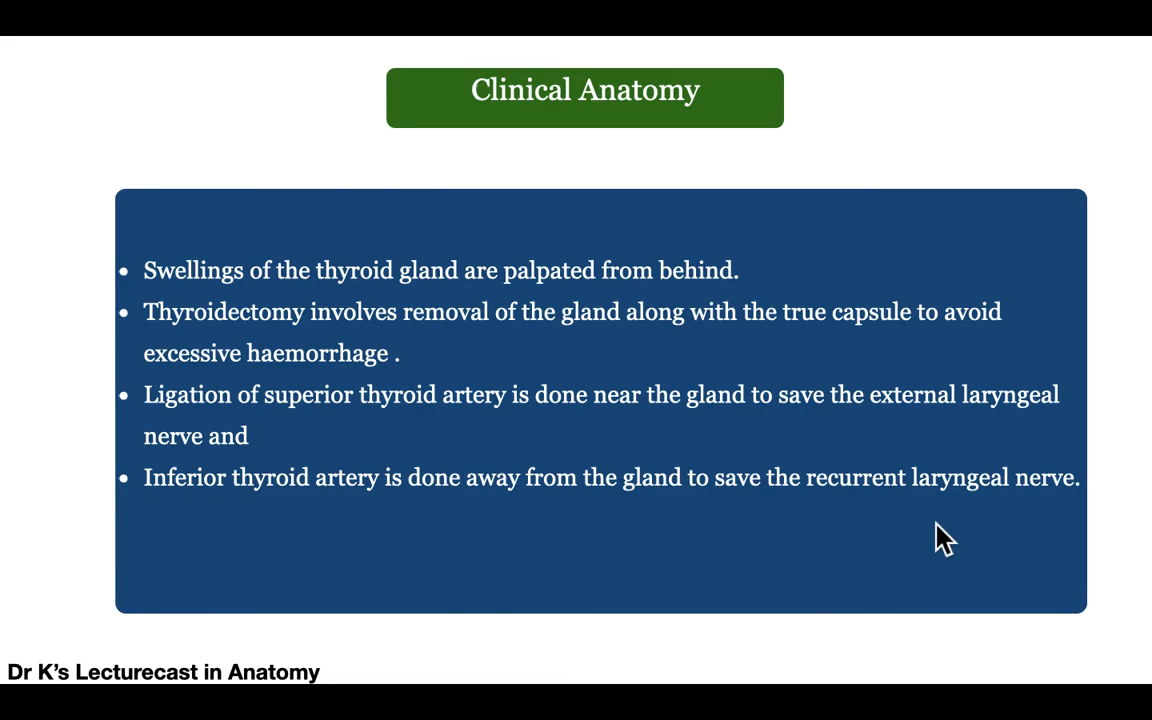 Clinical Anatomy
• Swellings of the thyroid gland are palpated from behind.
• Thyroidectomy involves removal of the gland along with the true capsule to avoid
excessive haemorrhage .
• Ligation of superior thyroid artery is done near the gland to save the external laryngeal
nerve and
• Inferior thyroid artery is done away from the gland to save the recurrent laryngeal nerve.
Dr K’s Lecturecast in Anatomy